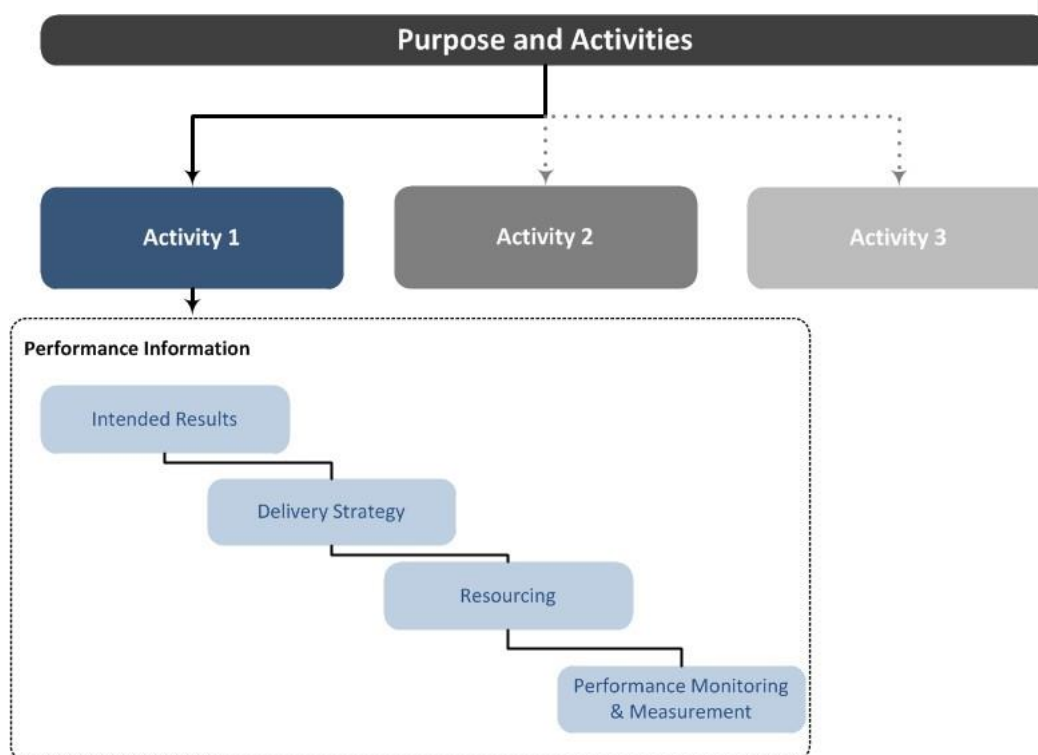 Purpose and Activities
Activity 1
Activity 2
Activity 3
Performance Information
Intended Results
Delivery Strategy
Resourcing
Performance Monitoring
& Measurement